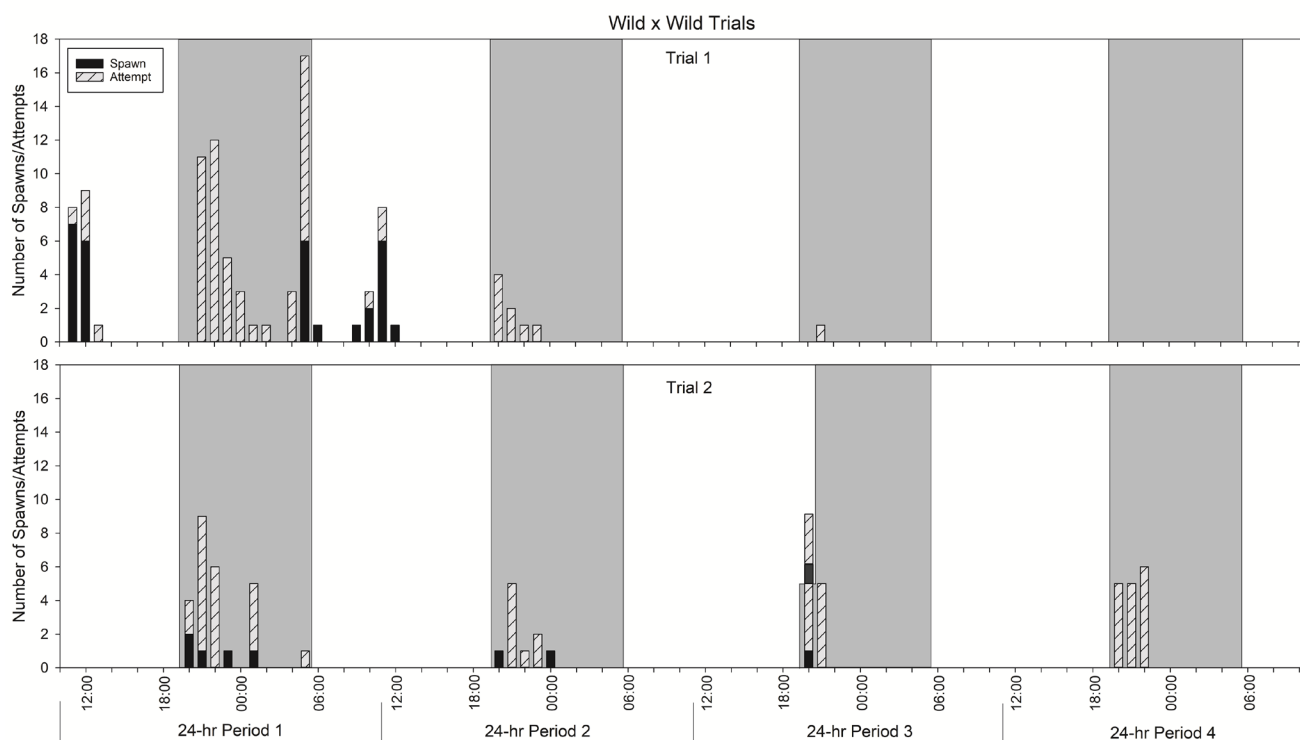 Wild x Wild Trials
Trial 1
Spawn
Attempt
Number of Spawns/Attempts
18
16
14
12
10
8
6
4
2
0
Trial 2
Number of Spawns/Attempts
18
16
14
12
10
8
6
4
2
0
12:00 18:00 00:00 06:00 12:00 18:00 00:00 06:00 12:00 18:00 00:00 06:00 12:00 18:00 00:00 06:00
24-hr Period 1 24-hr Period 2 24-hr Period 3 24-hr Period 4